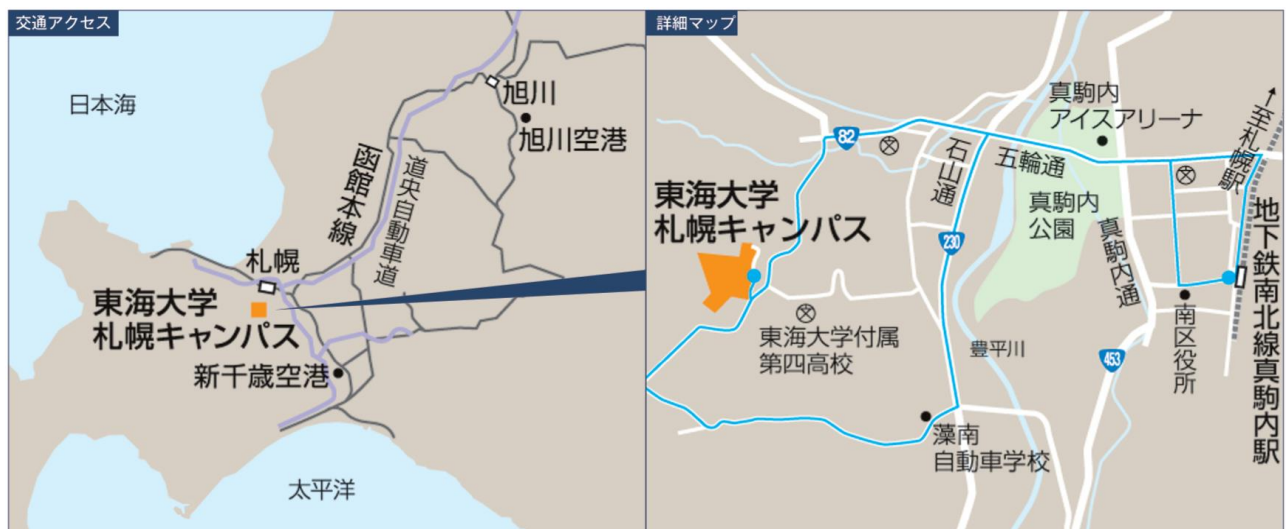 交通アクセス
日本海
旭川
旭川空港
函館本線
道央自動車道
札幌
東海大学
札幌キャンパス
新千歳空港
太平洋
詳細マップ
真駒内
アイスアリーナ
至札幌駅
82
石山通
五輪通
東海大学
札幌キャンパス
真駒内
公園
真駒内通
230
地下鉄南北線真駒内駅
南区役所
東海大学付属
第四高校
豊平川
453
藻南
自動車学校